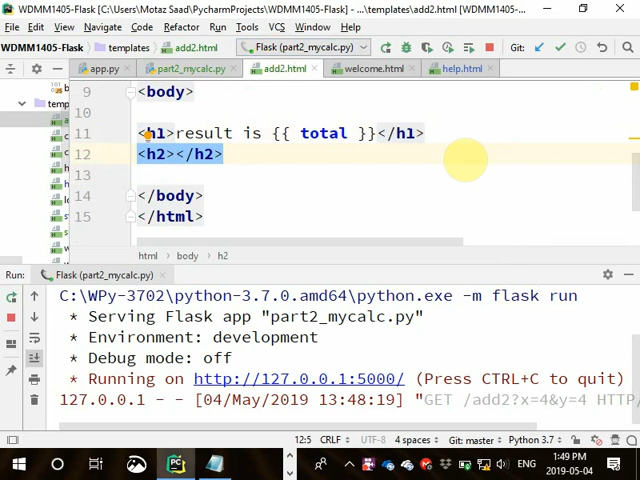 WDMM1405-Flask [C:\Users\Motaz Saad\PycharmProjects\WDMM1405-Flask] - ...\templates\add2.html [WDMM1405-...
File Edit View Navigate Code Refactor Run Tools VCS Window Help
WDMM1405-Flask templates add2.html Flask (part2_mycalc.py) Git:
app.py part2_mycalc.py add2.html welcome.html help.html
temp
9 <body>
10
11 <h1>result is {{ total }}</h1>
12 <h2></h2>
13
14 </body>
15 </html>
html body h2
Run: Flask (part2_mycalc.py)
C:\WPy-3702\python-3.7.0.amd64\python.exe -m flask run
* Serving Flask app "part2_mycalc.py"
* Environment: development
* Debug mode: off
* Running on http://127.0.0.1:5000/ (Press CTRL+C to quit)
127.0.0.1 - - [04/May/2019 13:48:19] "GET /add2?x=4&y=4 HTTP/
12:5 CRLF UTF-8 4 spaces Git: master Python 3.7
ENG 1:49 PM
2019-05-04